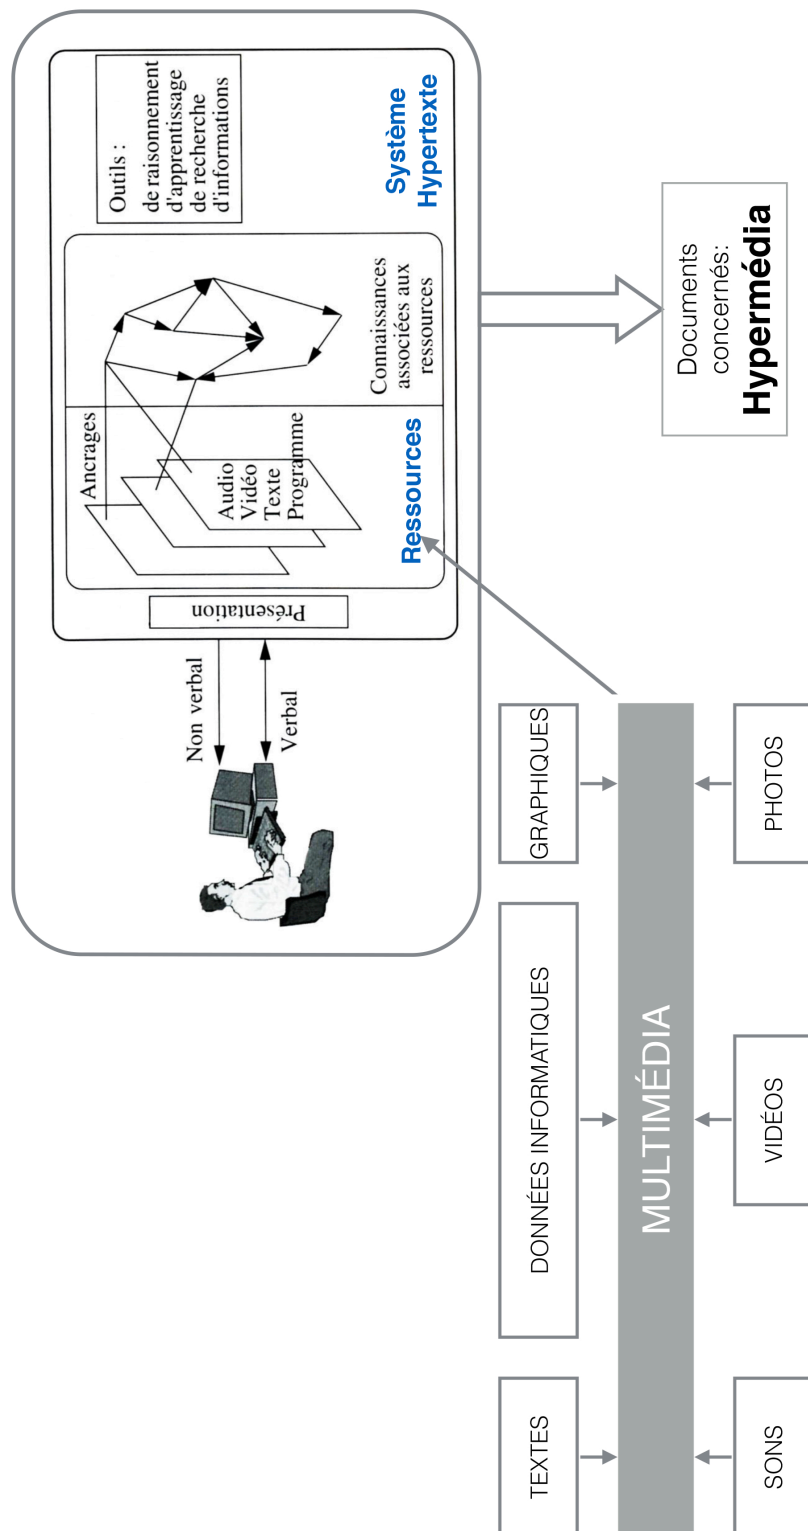 Outils :
de raisonnement
d'apprentissage
de recherche
d'informations
Système
Hypertexte
Connaissances
associées aux
ressources
Ancrages
Audio
Vidéo
Texte
Programme
Ressources
Présentation
Non verbal
Verbal
Documents
concernés:
Hypermédia
TEXTES
DONNÉES INFORMATIQUES
GRAPHIQUES
MULTIMÉDIA
SONS
VIDÉOS
PHOTOS